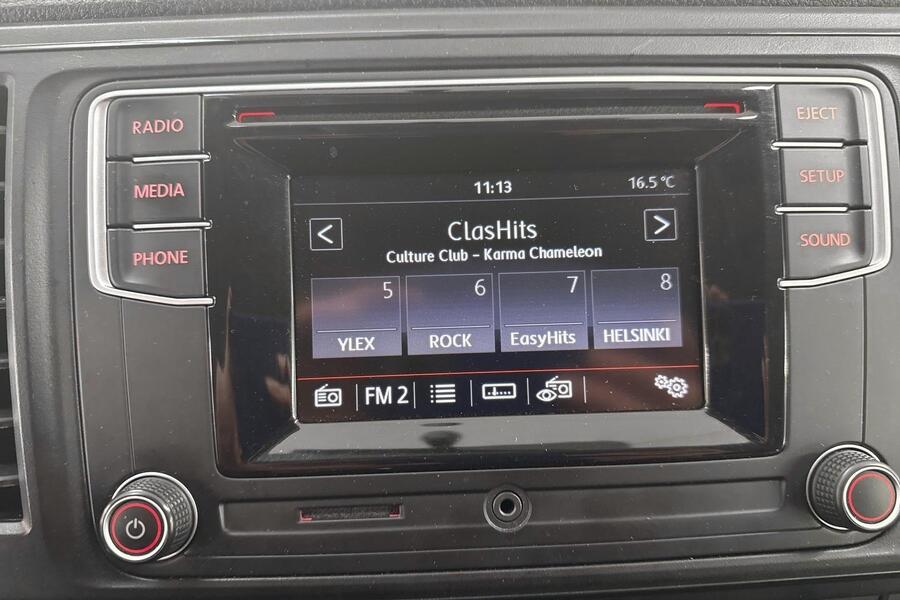 RADIO
MEDIA
PHONE
EJECT
SETUP
SOUND
11:13 16.5 °C
< ClasHits >
Culture Club - Karma Chameleon
5 6 7 8
YLEX ROCK EasyHits HELSINKI
FM 2